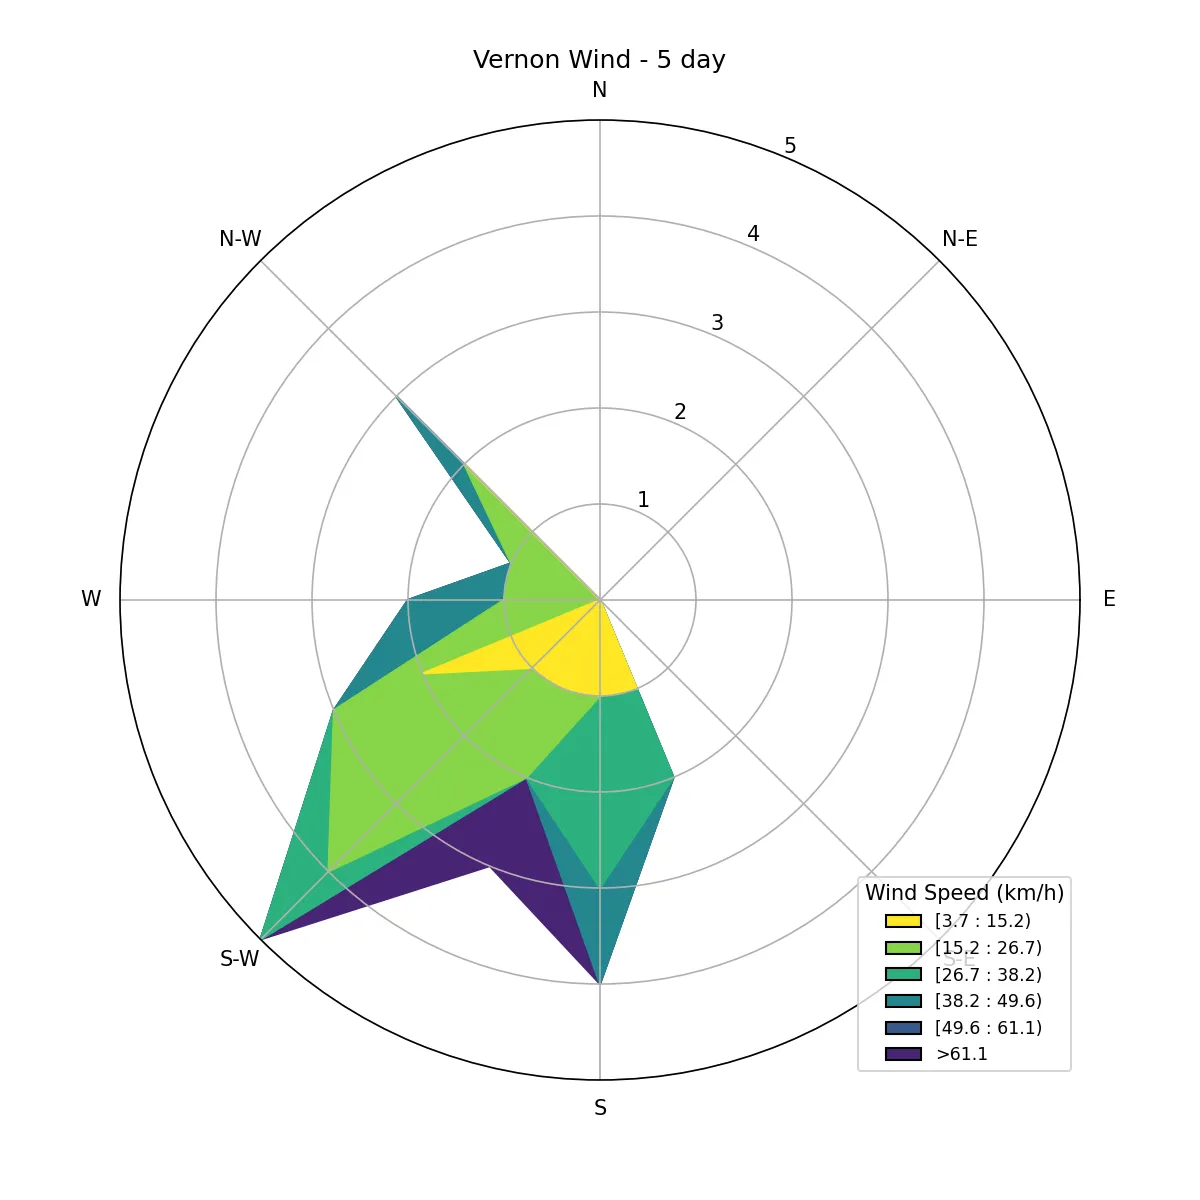 Vernon Wind - 5 day
N
5
N-W
N-E
4
3
2
1
W
E
S-W
S-E
S
Wind Speed (km/h)
[3.7 : 15.2)
[15.2 : 26.7)
[26.7 : 38.2)
[38.2 : 49.6)
[49.6 : 61.1)
>61.1